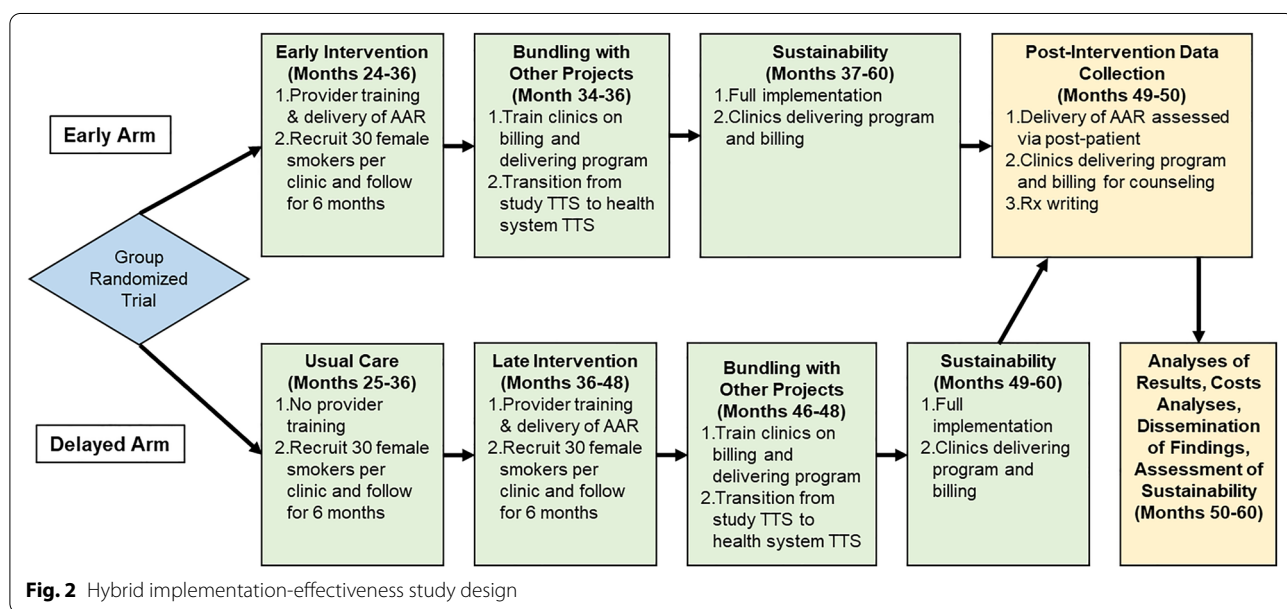 Early Arm
Early Intervention
(Months 24-36)
1.Provider training
& delivery of AAR
2.Recruit 30 female
smokers per
clinic and follow
for 6 months
Bundling with
Other Projects
(Month 34-36)
1.Train clinics on
billing and
delivering program
2.Transition from
study TTS to health
system TTS
Sustainability
(Months 37-60)
1.Full implementation
2.Clinics delivering program
and billing
Post-Intervention Data
Collection
(Months 49-50)
1.Delivery of AAR assessed
via post-patient
2.Clinics delivering program
and billing for counseling
3.Rx writing
Group
Randomized
Trial
Delayed Arm
Usual Care
(Months 25-36)
1.No provider
training
2.Recruit 30 female
smokers per
clinic and follow
for 6 months
Late Intervention
(Months 36-48)
1.Provider training
& delivery of AAR
2.Recruit 30 female
smokers per
clinic and follow
for 6 months
Bundling with
Other Projects
(Months 46-48)
1.Train clinics on
billing and
delivering program
2.Transition from
study TTS to
health system TTS
Sustainability
(Months 49-60)
1.Full
implementation
2.Clinics delivering
program and
billing
Analyses of
Results, Costs
Analyses,
Dissemination
of Findings,
Assessment of
Sustainability
(Months 50-60)
Fig. 2 Hybrid implementation-effectiveness study design